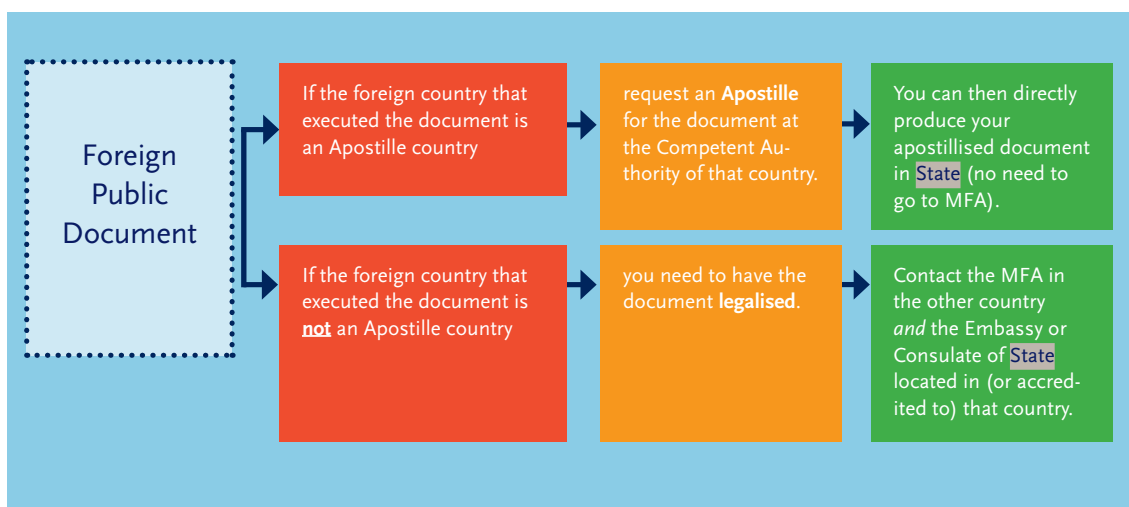 Foreign
Public
Document
If the foreign country that
executed the document is
an Apostille country
request an Apostille
for the document at
the Competent Au-
thority of that country.
You can then directly
produce your
apostillised document
in State (no need to
go to MFA).
If the foreign country that
executed the document is
not an Apostille country
you need to have the
document legalised.
Contact the MFA in
the other country
and the Embassy or
Consulate of State
located in (or accred-
ited to) that country.